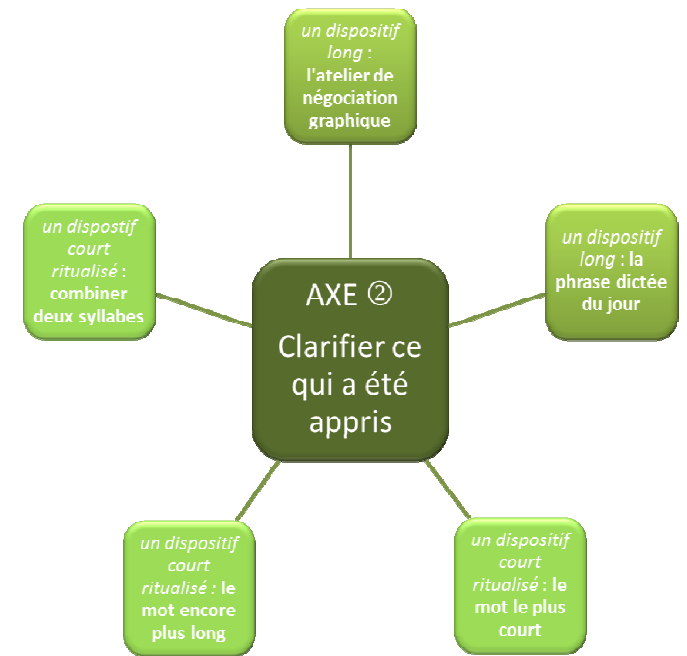 un dispositif
long :
l'atelier de
négociation
graphique
un dispostif
court
ritualisé :
combiner
deux syllabes
un dispositif
long : la
phrase dictée
du jour
AXE ②
Clarifier ce
qui a été
appris
un dispositif
court
ritualisé : le
mot encore
plus long
un dispositif
court
ritualisé : le
mot le plus
court